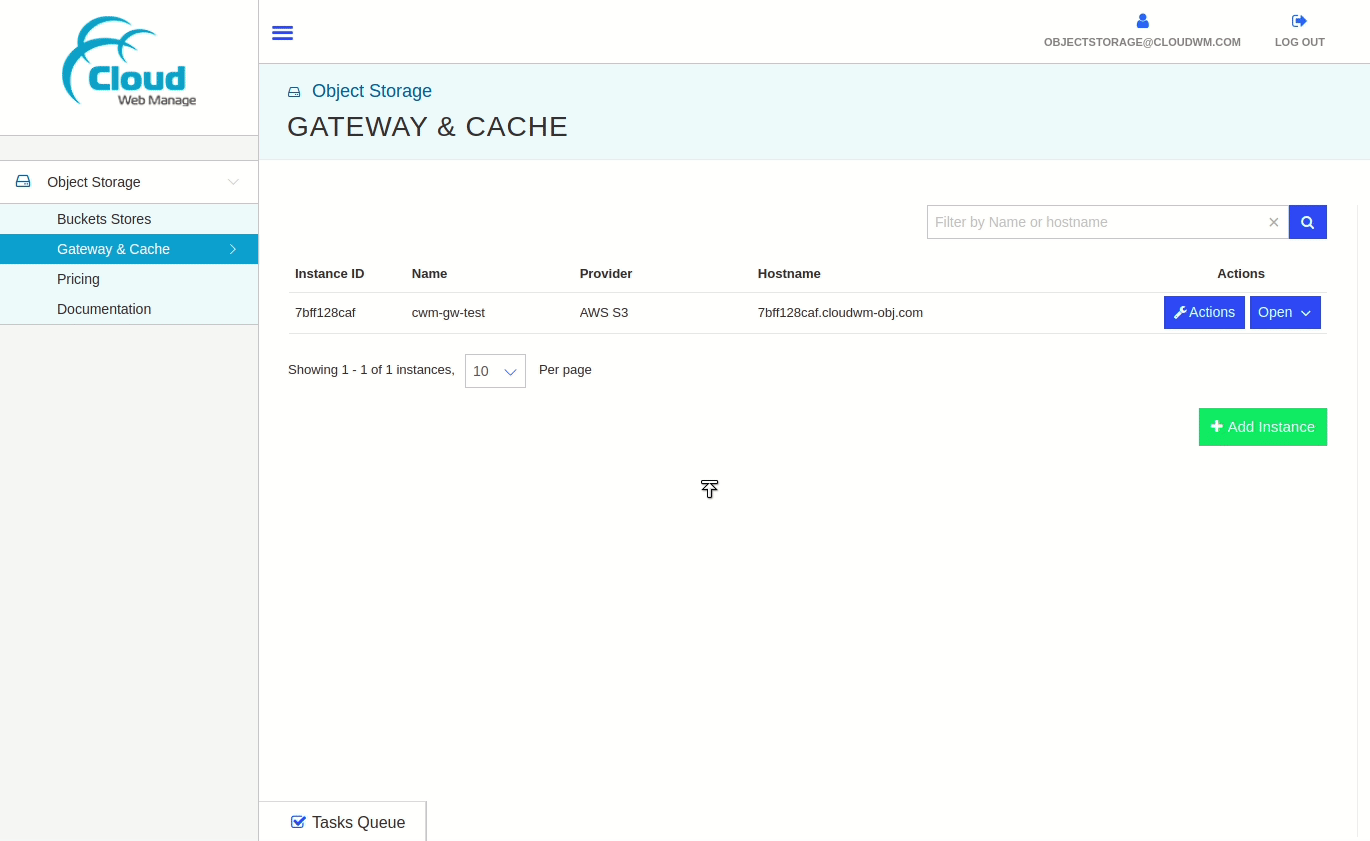 Cloud
Web Manage
OBJECTSTORAGE@CLOUDWM.COM
LOG OUT
Object Storage
GATEWAY & CACHE
Object Storage
Buckets Stores
Gateway & Cache
Pricing
Documentation
Filter by Name or hostname
Instance ID Name Provider Hostname Actions
7bff128caf cwm-gw-test AWS S3 7bff128caf.cloudwm-obj.com Actions Open
Showing 1 - 1 of 1 instances, 10 Per page
Add Instance
Tasks Queue